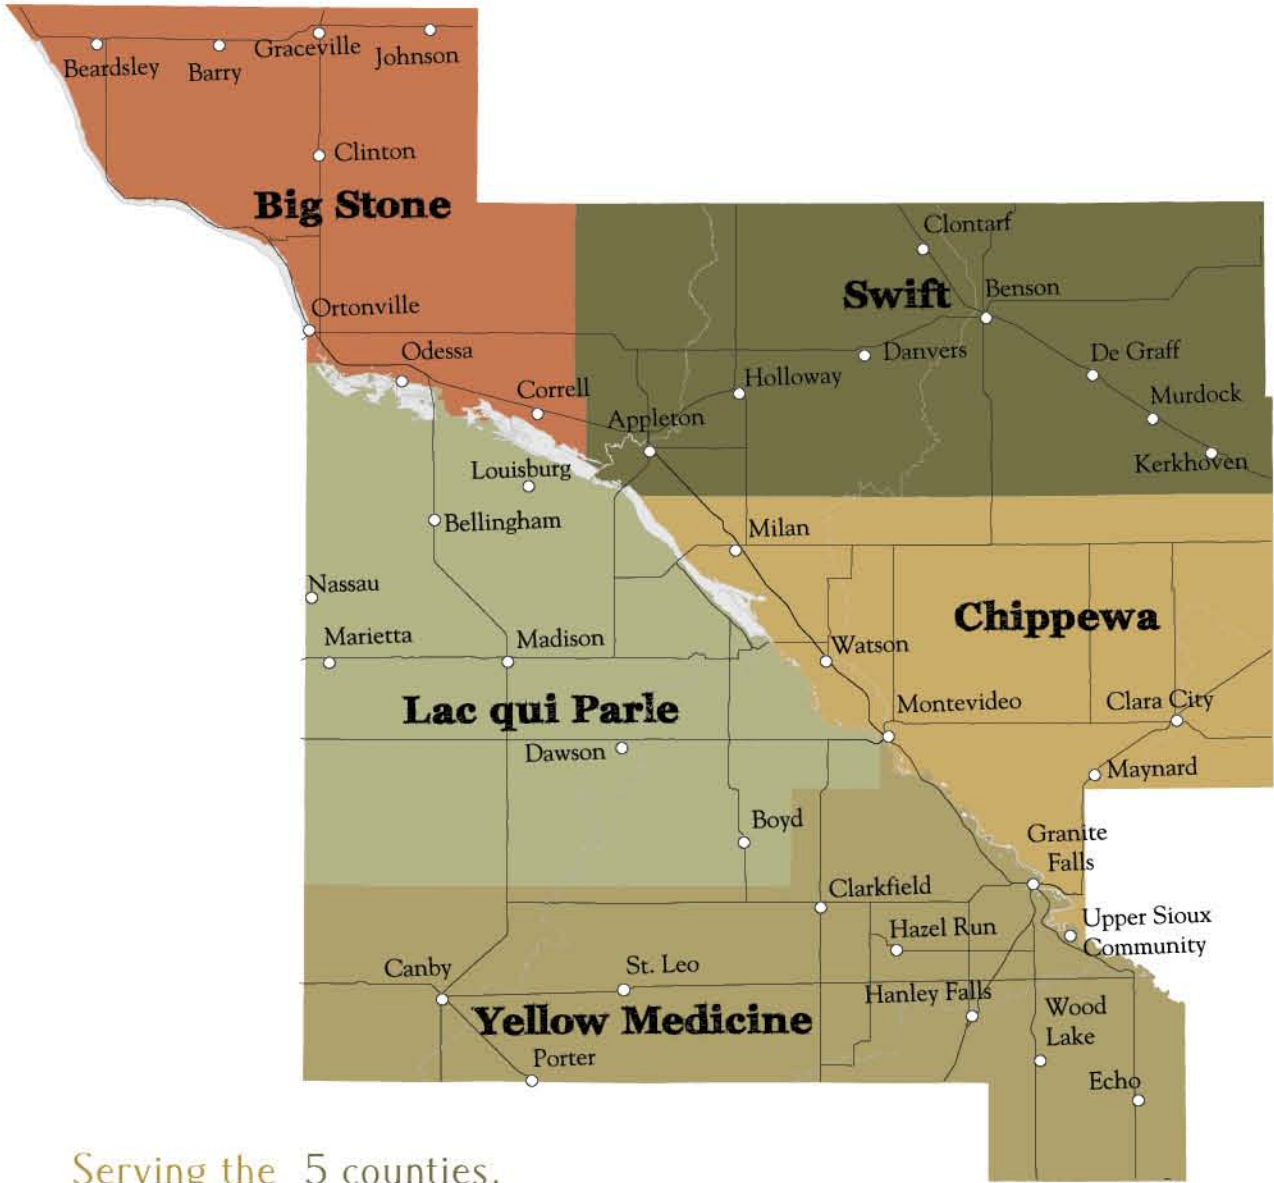 Graceville
Johnson
Beardsley
Barry
Clinton
Big Stone
Clontarf
Swift
Benson
Ortonville
Odessa
Danvers
De Graff
Correll
Holloway
Murdock
Appleton
Kerkhoven
Louisburg
Bellingham
Milan
Nassau
Chippewa
Marietta
Madison
Watson
Lac qui Parle
Montevideo
Clara City
Dawson
Maynard
Boyd
Granite
Falls
Clarkfield
Hazel Run
Upper Sioux
Community
Canby
St. Leo
Hanley Falls
Yellow Medicine
Wood
Lake
Porter
Echo
Serving the 5 counties,